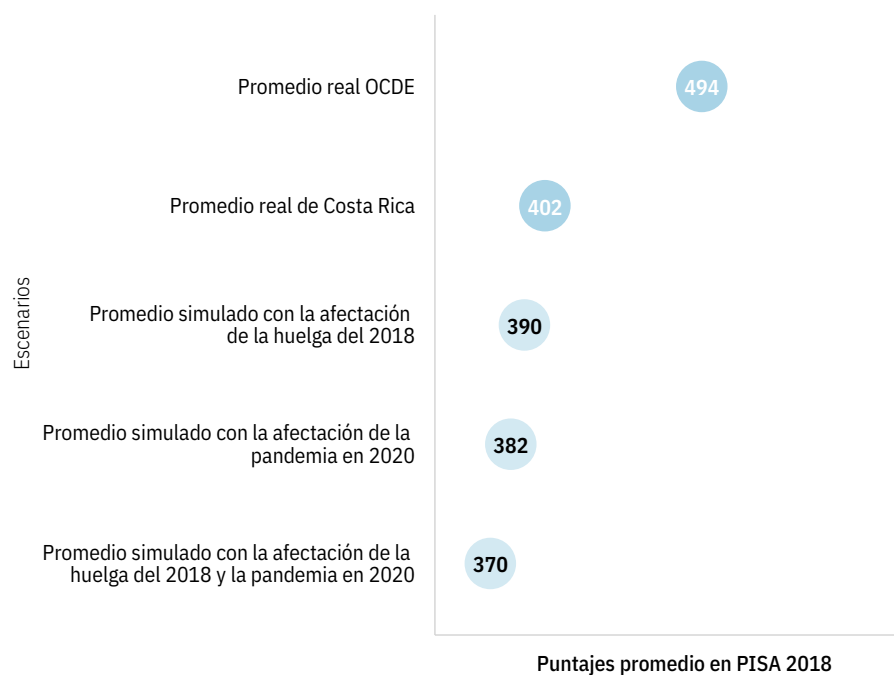 Promedio real OCDE
494
Promedio real de Costa Rica
402
Escenarios
Promedio simulado con la afectación
de la huelga del 2018
390
Promedio simulado con la afectación de la
pandemia en 2020
382
Promedio simulado con la afectación de la
huelga del 2018 y la pandemia en 2020
370
Puntajes promedio en PISA 2018